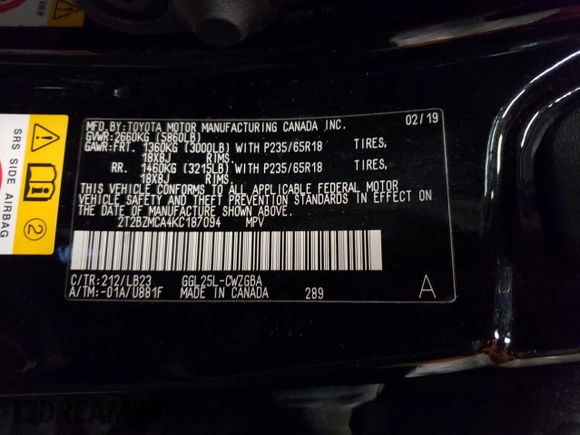 MFD.BY:TOYOTA MOTOR MANUFACTURING CANADA INC. 02/19
GVWR:2660KG (5860LB)
GAWR:FRT. 1360KG (3000LB) WITH P235/65R18 TIRES,
18X8J RIMS,
RR. 1460KG (3215LB) WITH P235/65R18 TIRES,
18X8J RIMS.
THIS VEHICLE CONFORMS TO ALL APPLICABLE FEDERAL MOTOR
VEHICLE SAFETY AND THEFT PREVENTION STANDARDS IN EFFECT ON
THE DATE OF MANUFACTURE SHOWN ABOVE.
2T2BZMCA4KC187094 MPV
C/TR:212/LB23 GGL25L-CWZGBA
A/TM:-01A/U881F MADE IN CANADA 289 A
SRS SIDE AIRBAG
2